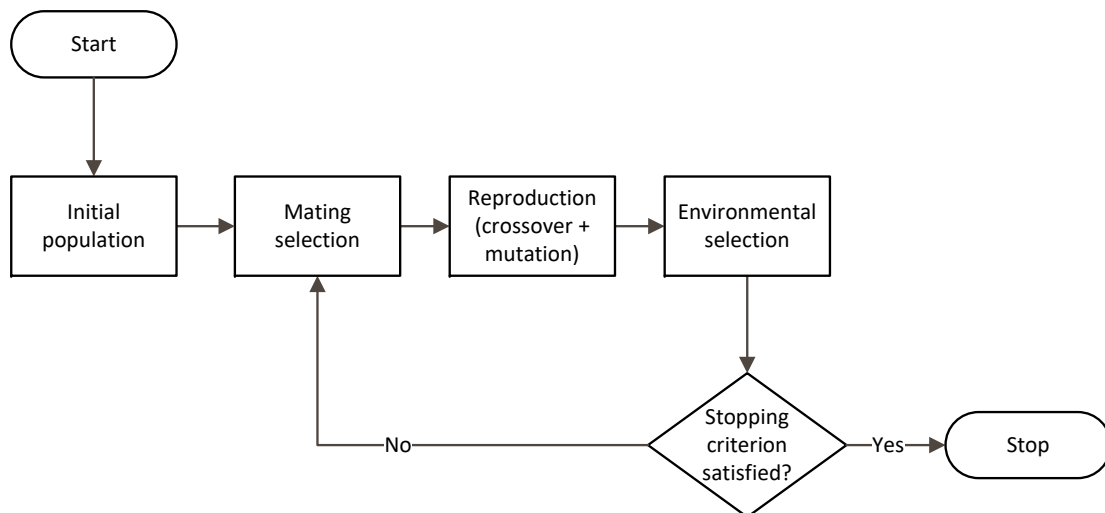 Start
Initial
population
Mating
selection
Reproduction
(crossover +
mutation)
Environmental
selection
Stopping
criterion
satisfied?
No
Yes
Stop